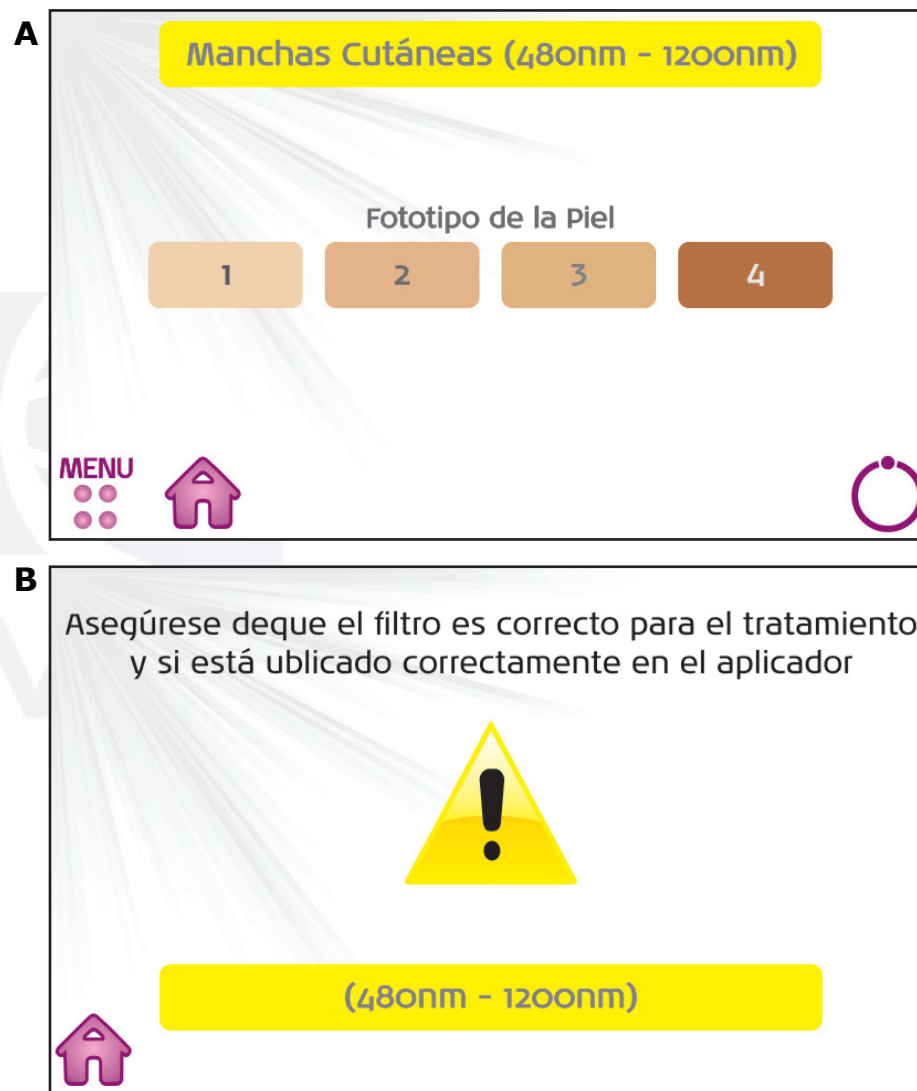 A
Manchas Cutáneas (480nm - 1200nm)
Fototipo de la Piel
1 2 3 4
MENU
B
Asegúrese deque el filtro es correcto para el tratamiento
y si está ublicado correctamente en el aplicador
(480nm - 1200nm)